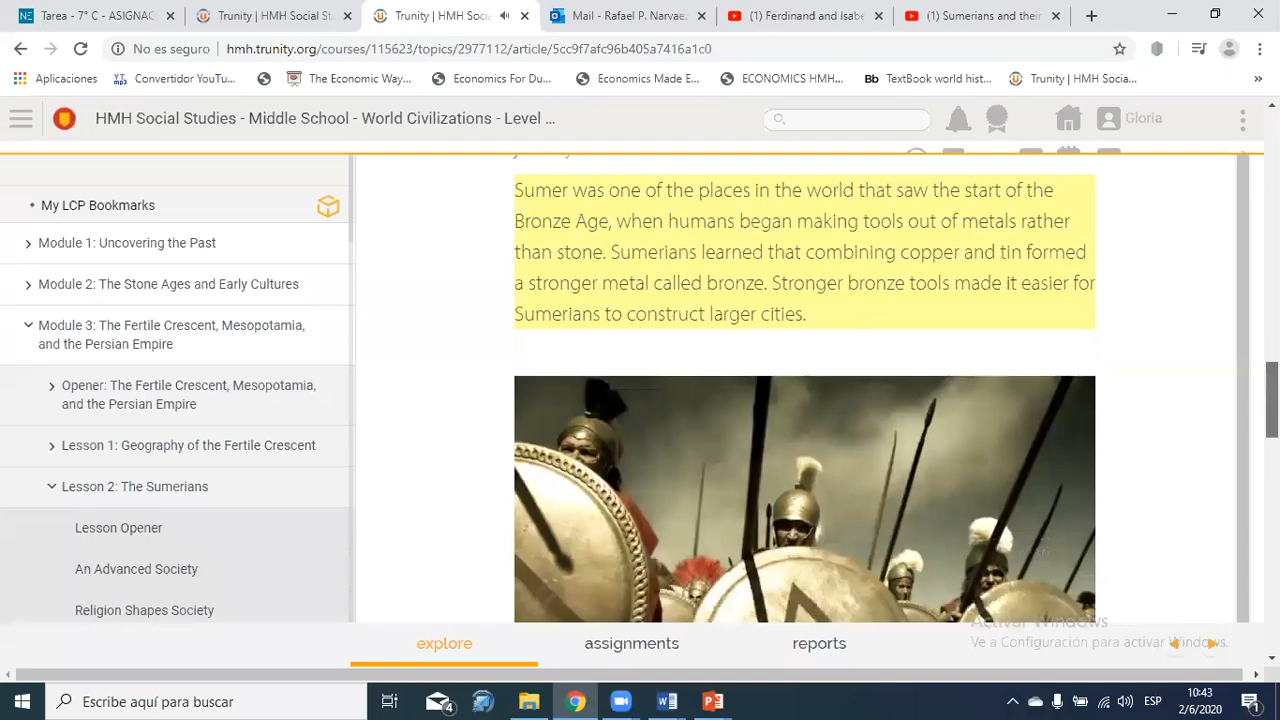 Tarea - 7° C - ASIGNAC
Trunity | HMH Social St
Trunity | HMH Soci
Mail - Rafael P. Narvae
(1) Ferdinand and Isabe
(1) Sumerians and their
No es seguro
hmh.trunity.org/courses/115623/topics/2977112/article/5cc9f7afc96b405a7416a1c0
Aplicaciones
Convertidor YouTu...
The Economic Way...
Economics For Du...
Economics Made E...
ECONOMICS HMH...
TextBook world hist...
Trunity | HMH Socia...
HMH Social Studies - Middle School - World Civilizations - Level ...
Gloria
My LCP Bookmarks
Module 1: Uncovering the Past
Module 2: The Stone Ages and Early Cultures
Module 3: The Fertile Crescent, Mesopotamia,
and the Persian Empire
Opener: The Fertile Crescent, Mesopotamia,
and the Persian Empire
Lesson 1: Geography of the Fertile Crescent
Lesson 2: The Sumerians
Lesson Opener
An Advanced Society
Religion Shapes Society
Sumer was one of the places in the world that saw the start of the
Bronze Age, when humans began making tools out of metals rather
than stone. Sumerians learned that combining copper and tin formed
a stronger metal called bronze. Stronger bronze tools made it easier for
Sumerians to construct larger cities.
Activar Windows
Ve a Configuración para activar Windows.
explore
assignments
reports
Escribe aquí para buscar
4
ESP
10:43
2/6/2020
1